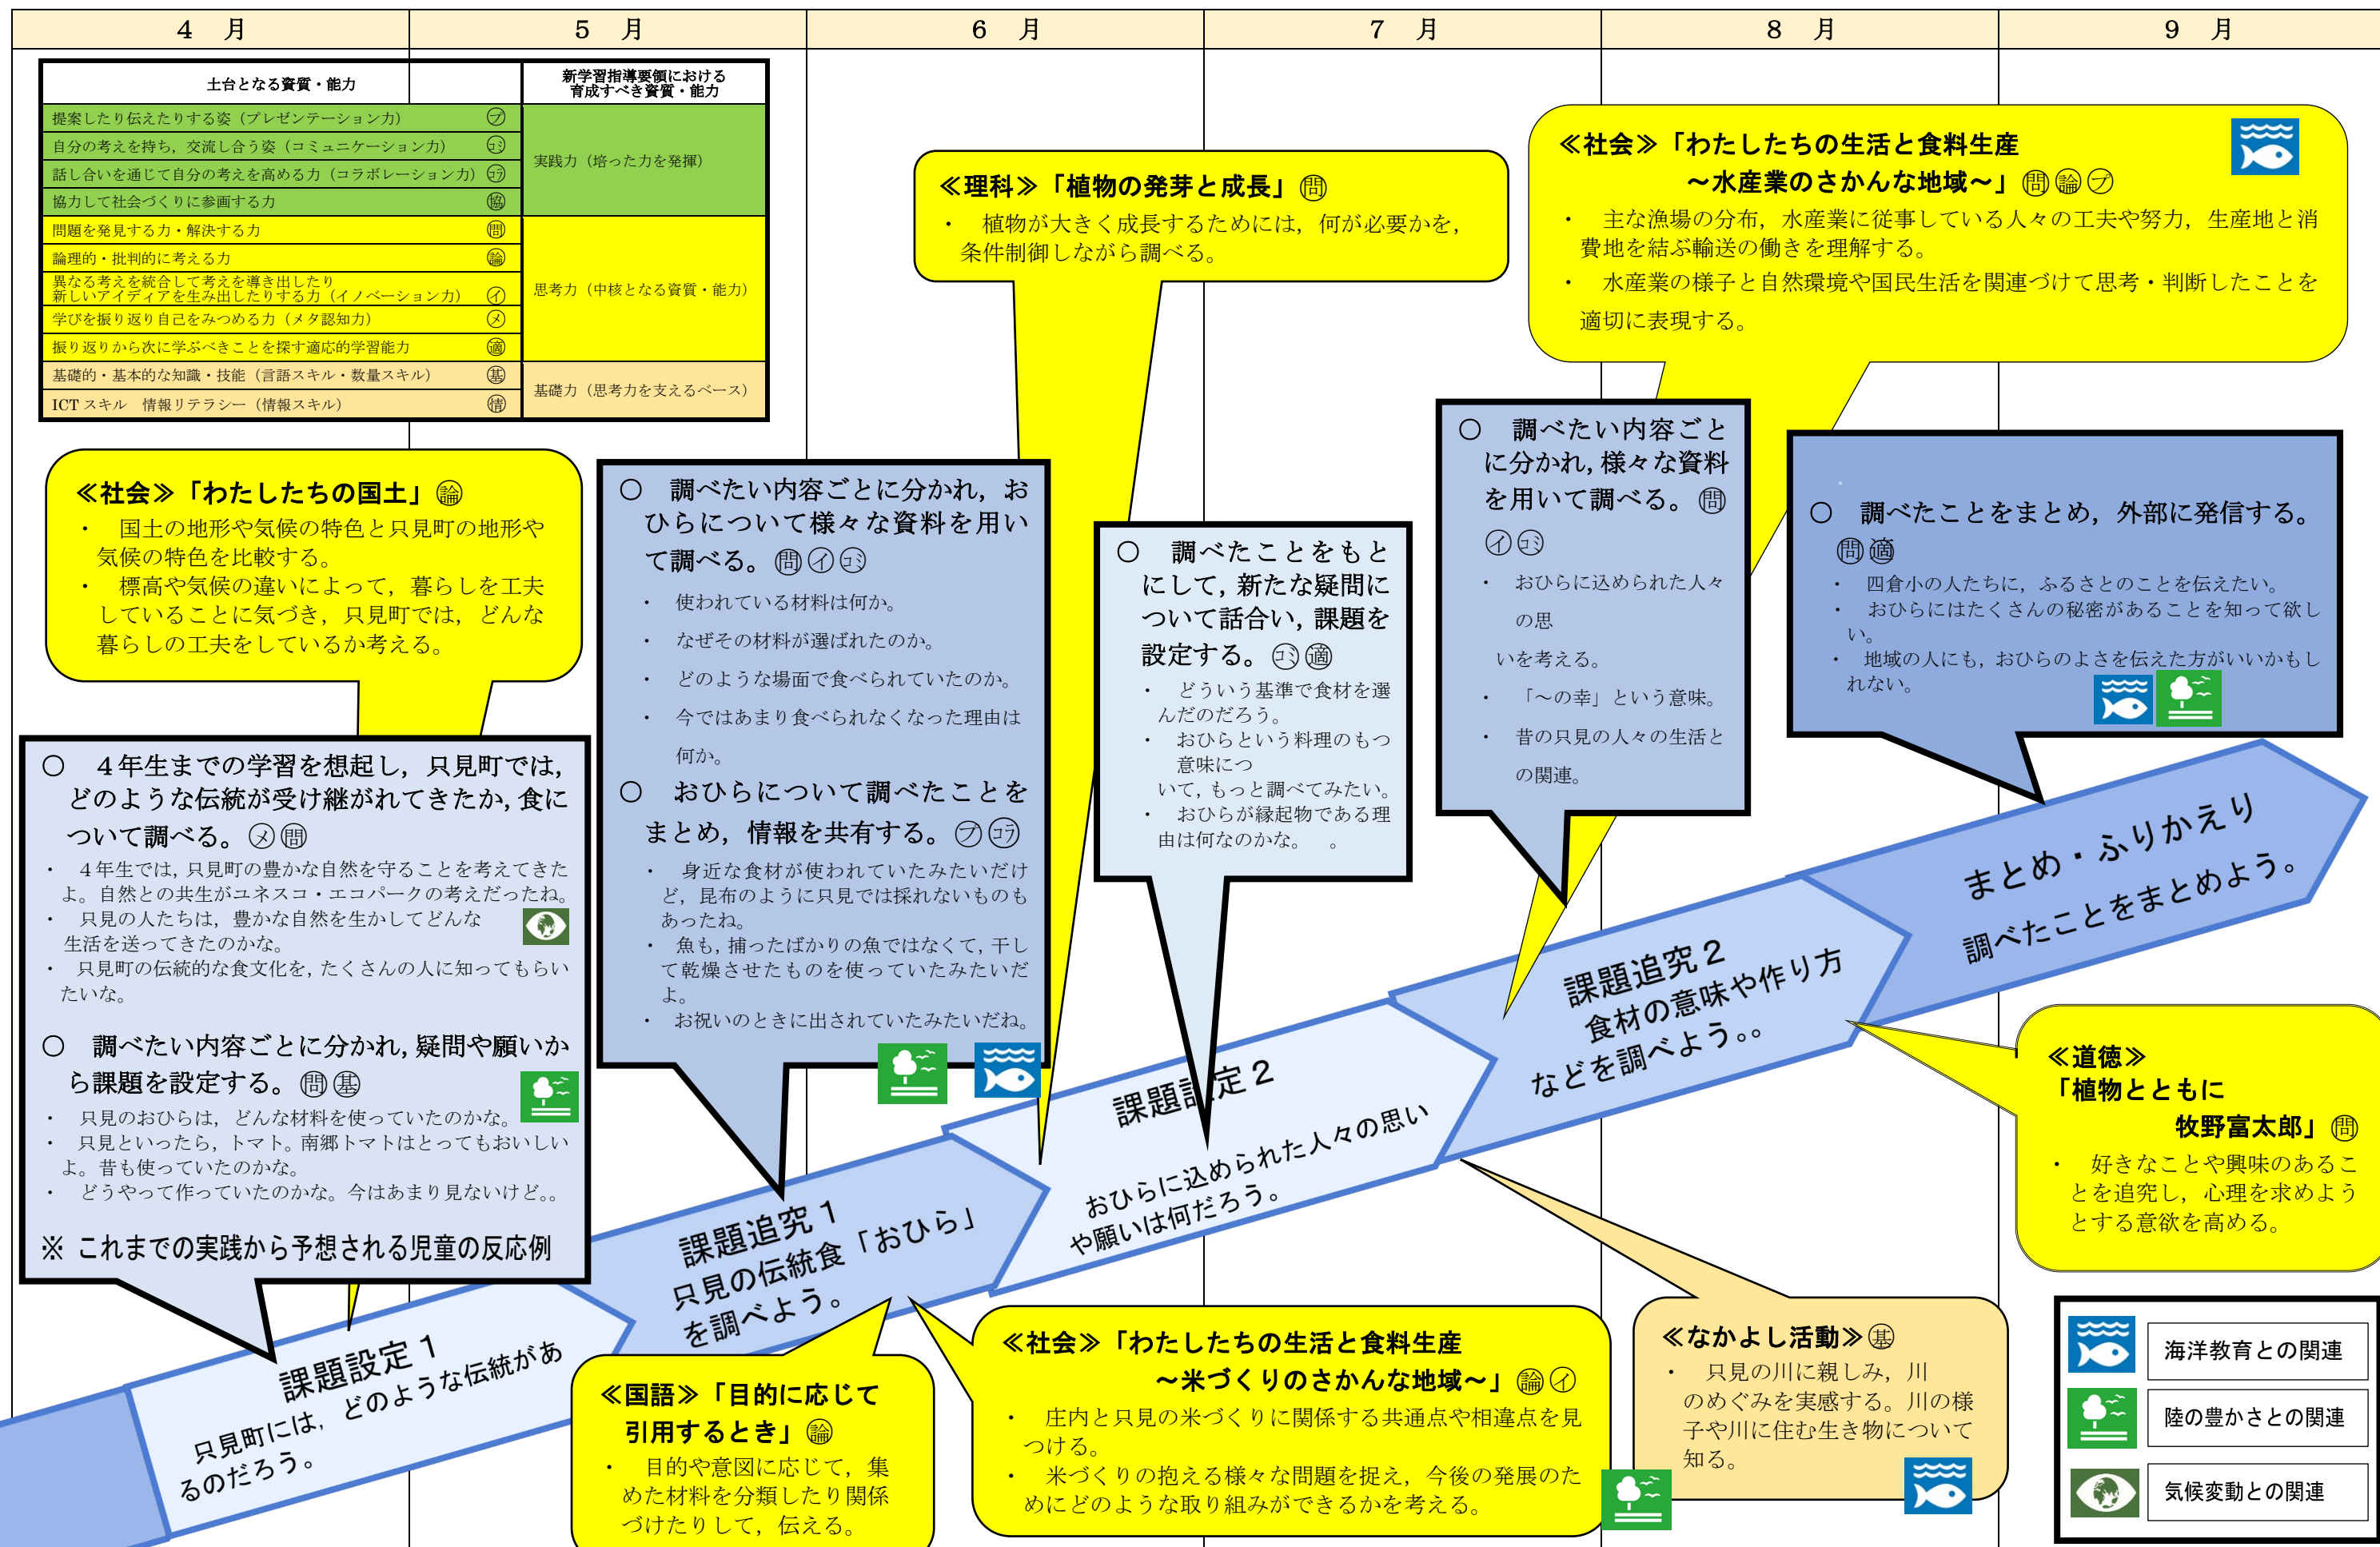 4 月
5 月
6 月
7 月
8 月
9 月
土台となる資質・能力
新学習指導要領における
育成すべき資質・能力
提案したり伝えたりする姿（プレゼンテーション力） ㋫
自分の考えを持ち，交流し合う姿（コミュニケーション力） コミ
話し合いを通じて自分の考えを高める力（コラボレーション力） コラ
協力して社会づくりに参画する力 協
実践力（培った力を発揮）
問題を発見する力・解決する力 問
論理的・批判的に考える力 論
異なる考えを統合して考えを導き出したり
新しいアイディアを生み出したりする力（イノベーション力） ㋑
学びを振り返り自己をみつめる力（メタ認知力） ㋱
振り返りから次に学ぶべきことを探す適応的学習能力 適
思考力（中核となる資質・能力）
基礎的・基本的な知識・技能（言語スキル・数量スキル） 基
ICT スキル 情報リテラシー（情報スキル） 情
基礎力（思考力を支えるベース）
≪理科≫「植物の発芽と成長」問
・ 植物が大きく成長するためには，何が必要かを，
条件制御しながら調べる。
≪社会≫「わたしたちの生活と食料生産
～水産業のさかんな地域～」問論プ
・ 主な漁場の分布，水産業に従事している人々の工夫や努力，生産地と消
費地を結ぶ輸送の働きを理解する。
・ 水産業の様子と自然環境や国民生活を関連づけて思考・判断したことを
適切に表現する。
≪社会≫「わたしたちの国土」論
・ 国土の地形や気候の特色と只見町の地形や
気候の特色を比較する。
・ 標高や気候の違いによって，暮らしを工夫
していることに気づき，只見町では，どんな
暮らしの工夫をしているか考える。
○ 4年生までの学習を想起し，只見町では，
どのような伝統が受け継がれてきたか，食に
ついて調べる。㋱問
・ 4年生では，只見町の豊かな自然を守ることを考えてきた
よ。自然との共生がユネスコ・エコパークの考えだったね。
・ 只見の人たちは，豊かな自然を生かしてどんな
生活を送ってきたのかな。
・ 只見町の伝統的な食文化を，たくさんの人に知ってもらい
たいな。
○ 調べたい内容ごとに分かれ，疑問や願いか
ら課題を設定する。問基
・ 只見のおひらは，どんな材料を使っていたのかな。
・ 只見といったら，トマト。南郷トマトはとってもおいしい
よ。昔も使っていたのかな。
・ どうやって作っていたのかな。今はあまり見ないけど。。
※ これまでの実践から予想される児童の反応例
○ 調べたい内容ごとに分かれ，お
ひらについて様々な資料を用い
て調べる。問㋑コミ
・ 使われている材料は何か。
・ なぜその材料が選ばれたのか。
・ どのような場面で食べられていたのか。
・ 今ではあまり食べられなくなった理由は
何か。
○ おひらについて調べたことを
まとめ，情報を共有する。プコラ
・ 身近な食材が使われていたみたいだけ
ど，昆布のように只見では採れないものも
あったね。
・ 魚も，捕ったばかりの魚ではなくて，干し
て乾燥させたものを使っていたみたいだ
よ。
・ お祝いのときに出されていたみたいだね。
○ 調べたことをもと
にして，新たな疑問に
ついて話合い，課題を
設定する。コミ適
・ どういう基準で食材を選
んだのだろう。
・ おひらという料理のもつ
意味につ
いて，もっと調べてみたい。
・ おひらが縁起物である理
由は何なのかな。 。
○ 調べたい内容ごと
に分かれ，様々な資料
を用いて調べる。問
㋑コミ
・ おひらに込められた人々
の思
いを考える。
・ 「～の幸」という意味。
・ 昔の只見の人々の生活と
の関連。
○ 調べたことをまとめ，外部に発信する。
問適
・ 四倉小の人たちに，ふるさとのことを伝えたい。
・ おひらにはたくさんの秘密があることを知って欲し
い。
・ 地域の人にも，おひらのよさを伝えた方がいいかもし
れない。
課題設定１
只見町には，どのような伝統があ
るのだろう。
課題追究１
只見の伝統食「おひら」
を調べよう。
課題設定２
おひらに込められた人々の思い
や願いは何だろう。
課題追究２
食材の意味や作り方
などを調べよう。。
まとめ・ふりかえり
調べたことをまとめよう。
≪国語≫「目的に応じて
引用するとき」論
・ 目的や意図に応じて，集
めた材料を分類したり関係
づけたりして，伝える。
≪社会≫「わたしたちの生活と食料生産
～米づくりのさかんな地域～」論㋑
・ 庄内と只見の米づくりに関係する共通点や相違点を見
つける。
・ 米づくりの抱える様々な問題を捉え，今後の発展のた
めにどのような取り組みができるかを考える。
≪なかよし活動≫基
・ 只見の川に親しみ，川
のめぐみを実感する。川の様
子や川に住む生き物について
知る。
≪道徳≫
「植物とともに
牧野富太郎」問
・ 好きなことや興味のあるこ
とを追究し，心理を求めよう
とする意欲を高める。
海洋教育との関連
陸の豊かさとの関連
気候変動との関連